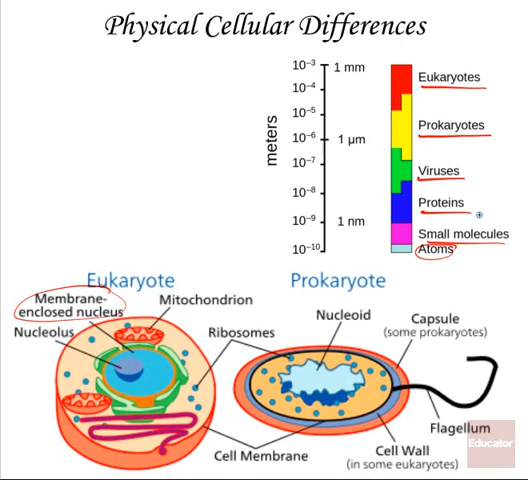 Physical Cellular Differences
meters
10⁻³ 1 mm
10⁻⁴
10⁻⁵
10⁻⁶ 1 µm
10⁻⁷
10⁻⁸
10⁻⁹ 1 nm
10⁻¹⁰
Eukaryotes
Prokaryotes
Viruses
Proteins
Small molecules
Atoms
Eukaryote
Membrane-
enclosed nucleus
Mitochondrion
Nucleolus
Ribosomes
Cell Membrane
Prokaryote
Nucleoid
Capsule
(some prokaryotes)
Flagellum
Cell Wall
(in some eukaryotes)
Educator